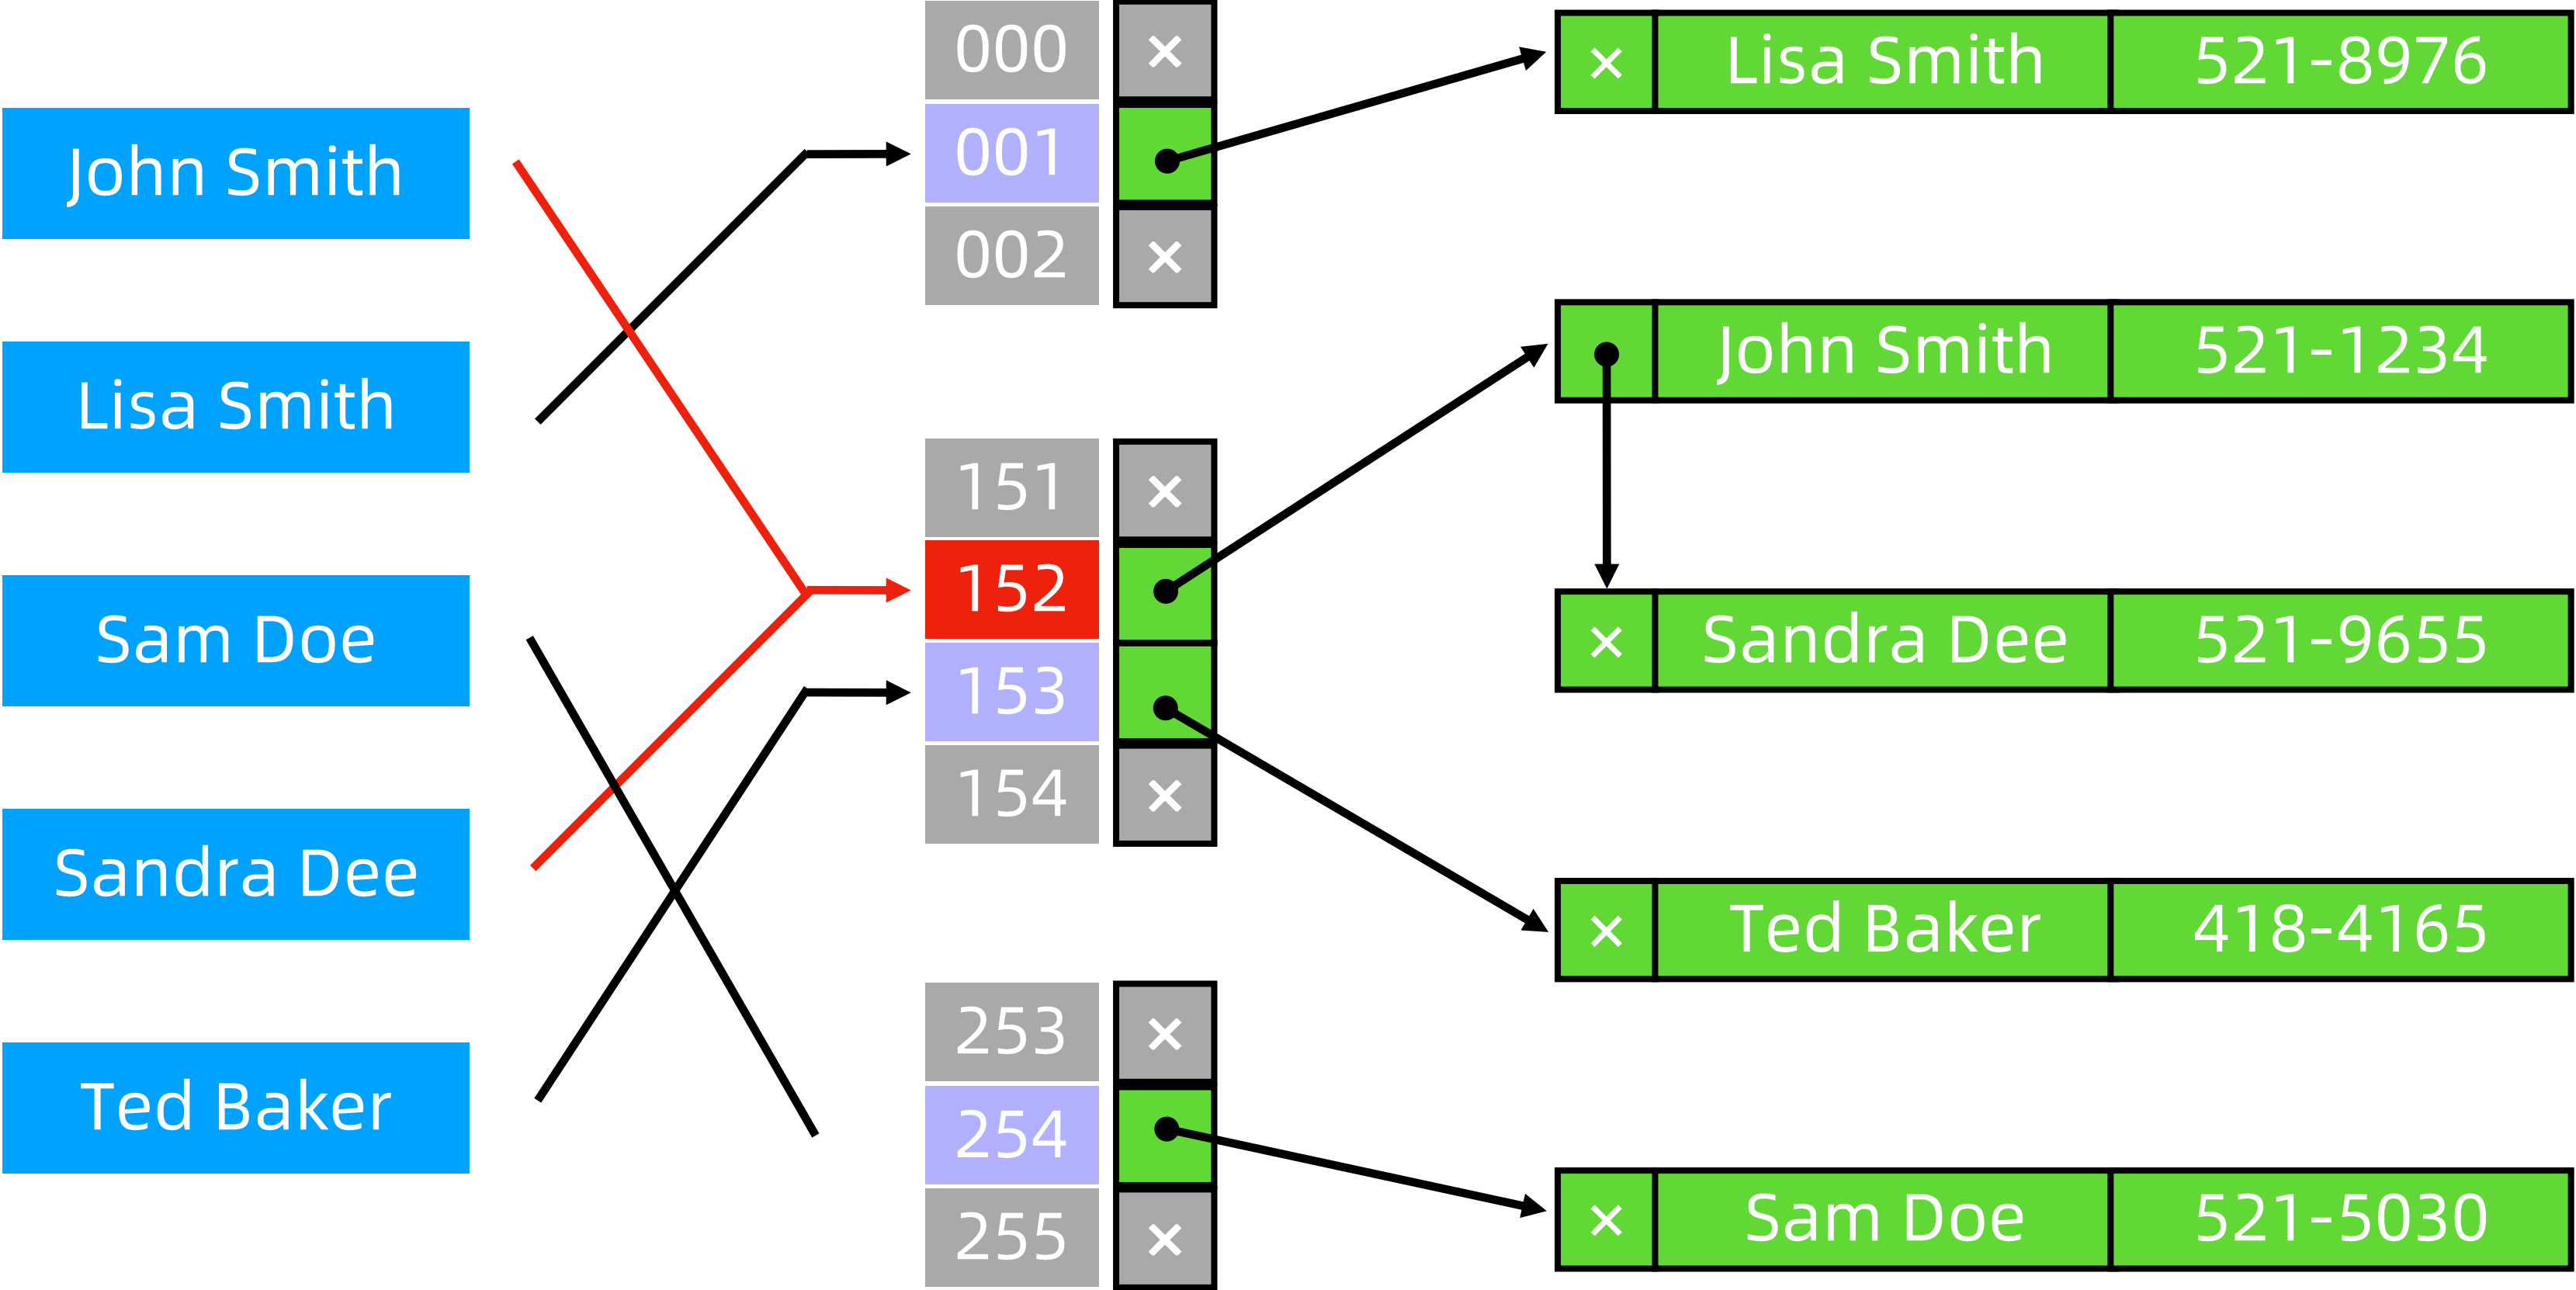 John Smith
Lisa Smith
Sam Doe
Sandra Dee
Ted Baker
000 ×
001
002 ×
151 ×
152
153
154 ×
253 ×
254
255 ×
× Lisa Smith 521-8976
John Smith 521-1234
× Sandra Dee 521-9655
× Ted Baker 418-4165
× Sam Doe 521-5030